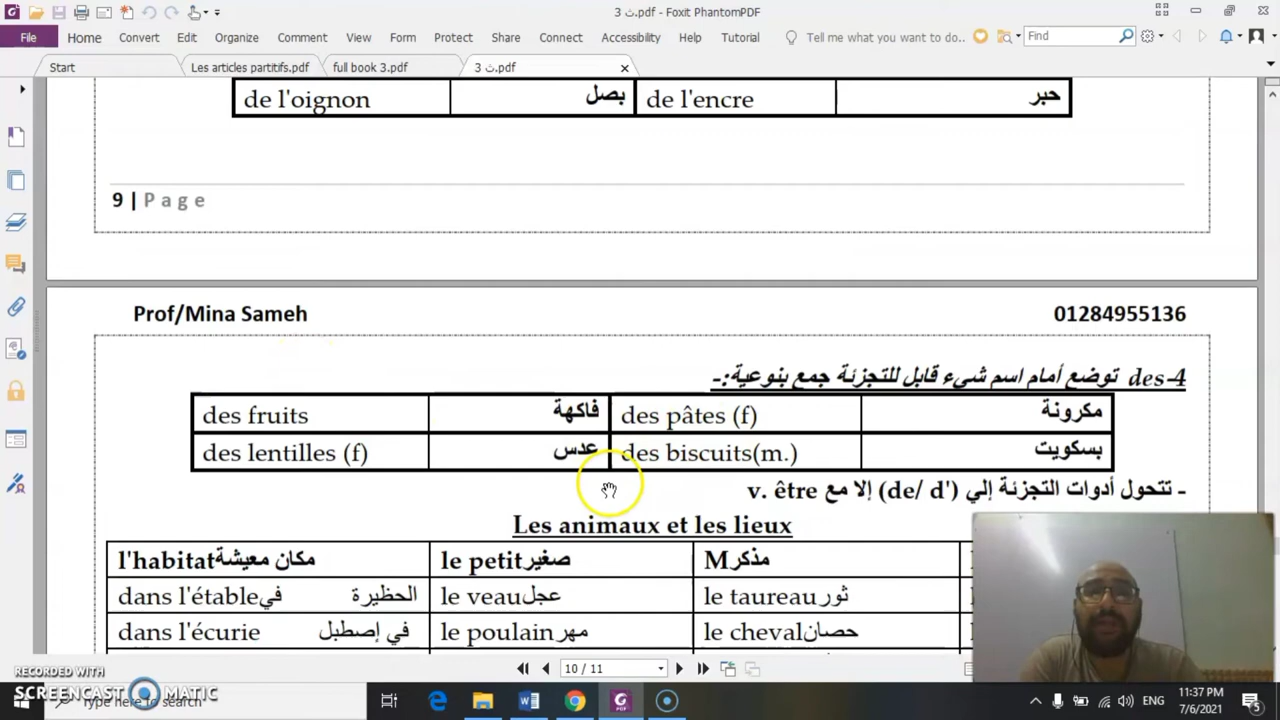 ث 3.pdf - Foxit PhantomPDF
File Home Convert Edit Organize Comment View Form Protect Share Connect Accessibility Help Tutorial Tell me what you want to do... Find
Start Les articles partitifs.pdf full book 3.pdf ث 3.pdf
de l'oignon بصل de l'encre حبر
9 | Page
Prof/Mina Sameh 01284955136
des-4 توضع أمام اسم شيء قابل للتجزئة جمع بنوعية:-
des fruits فاكهة des pâtes (f) مكرونة
des lentilles (f) عدس des biscuits(m.) بسكويت
- تتحول أدوات التجزئة إلي (de/ d') إلا مع v. être
Les animaux et les lieux
l'habitat مكان معيشة le petit صغير M مذكر
dans l'étable في الحظيرة le veau عجل le taureau ثور
dans l'écurie في إصطبل le poulain مهر le cheval حصان
10 / 11
RECORDED WITH
SCREENCAST MATIC
Type here to search
ENG
11:37 PM
7/6/2021
5